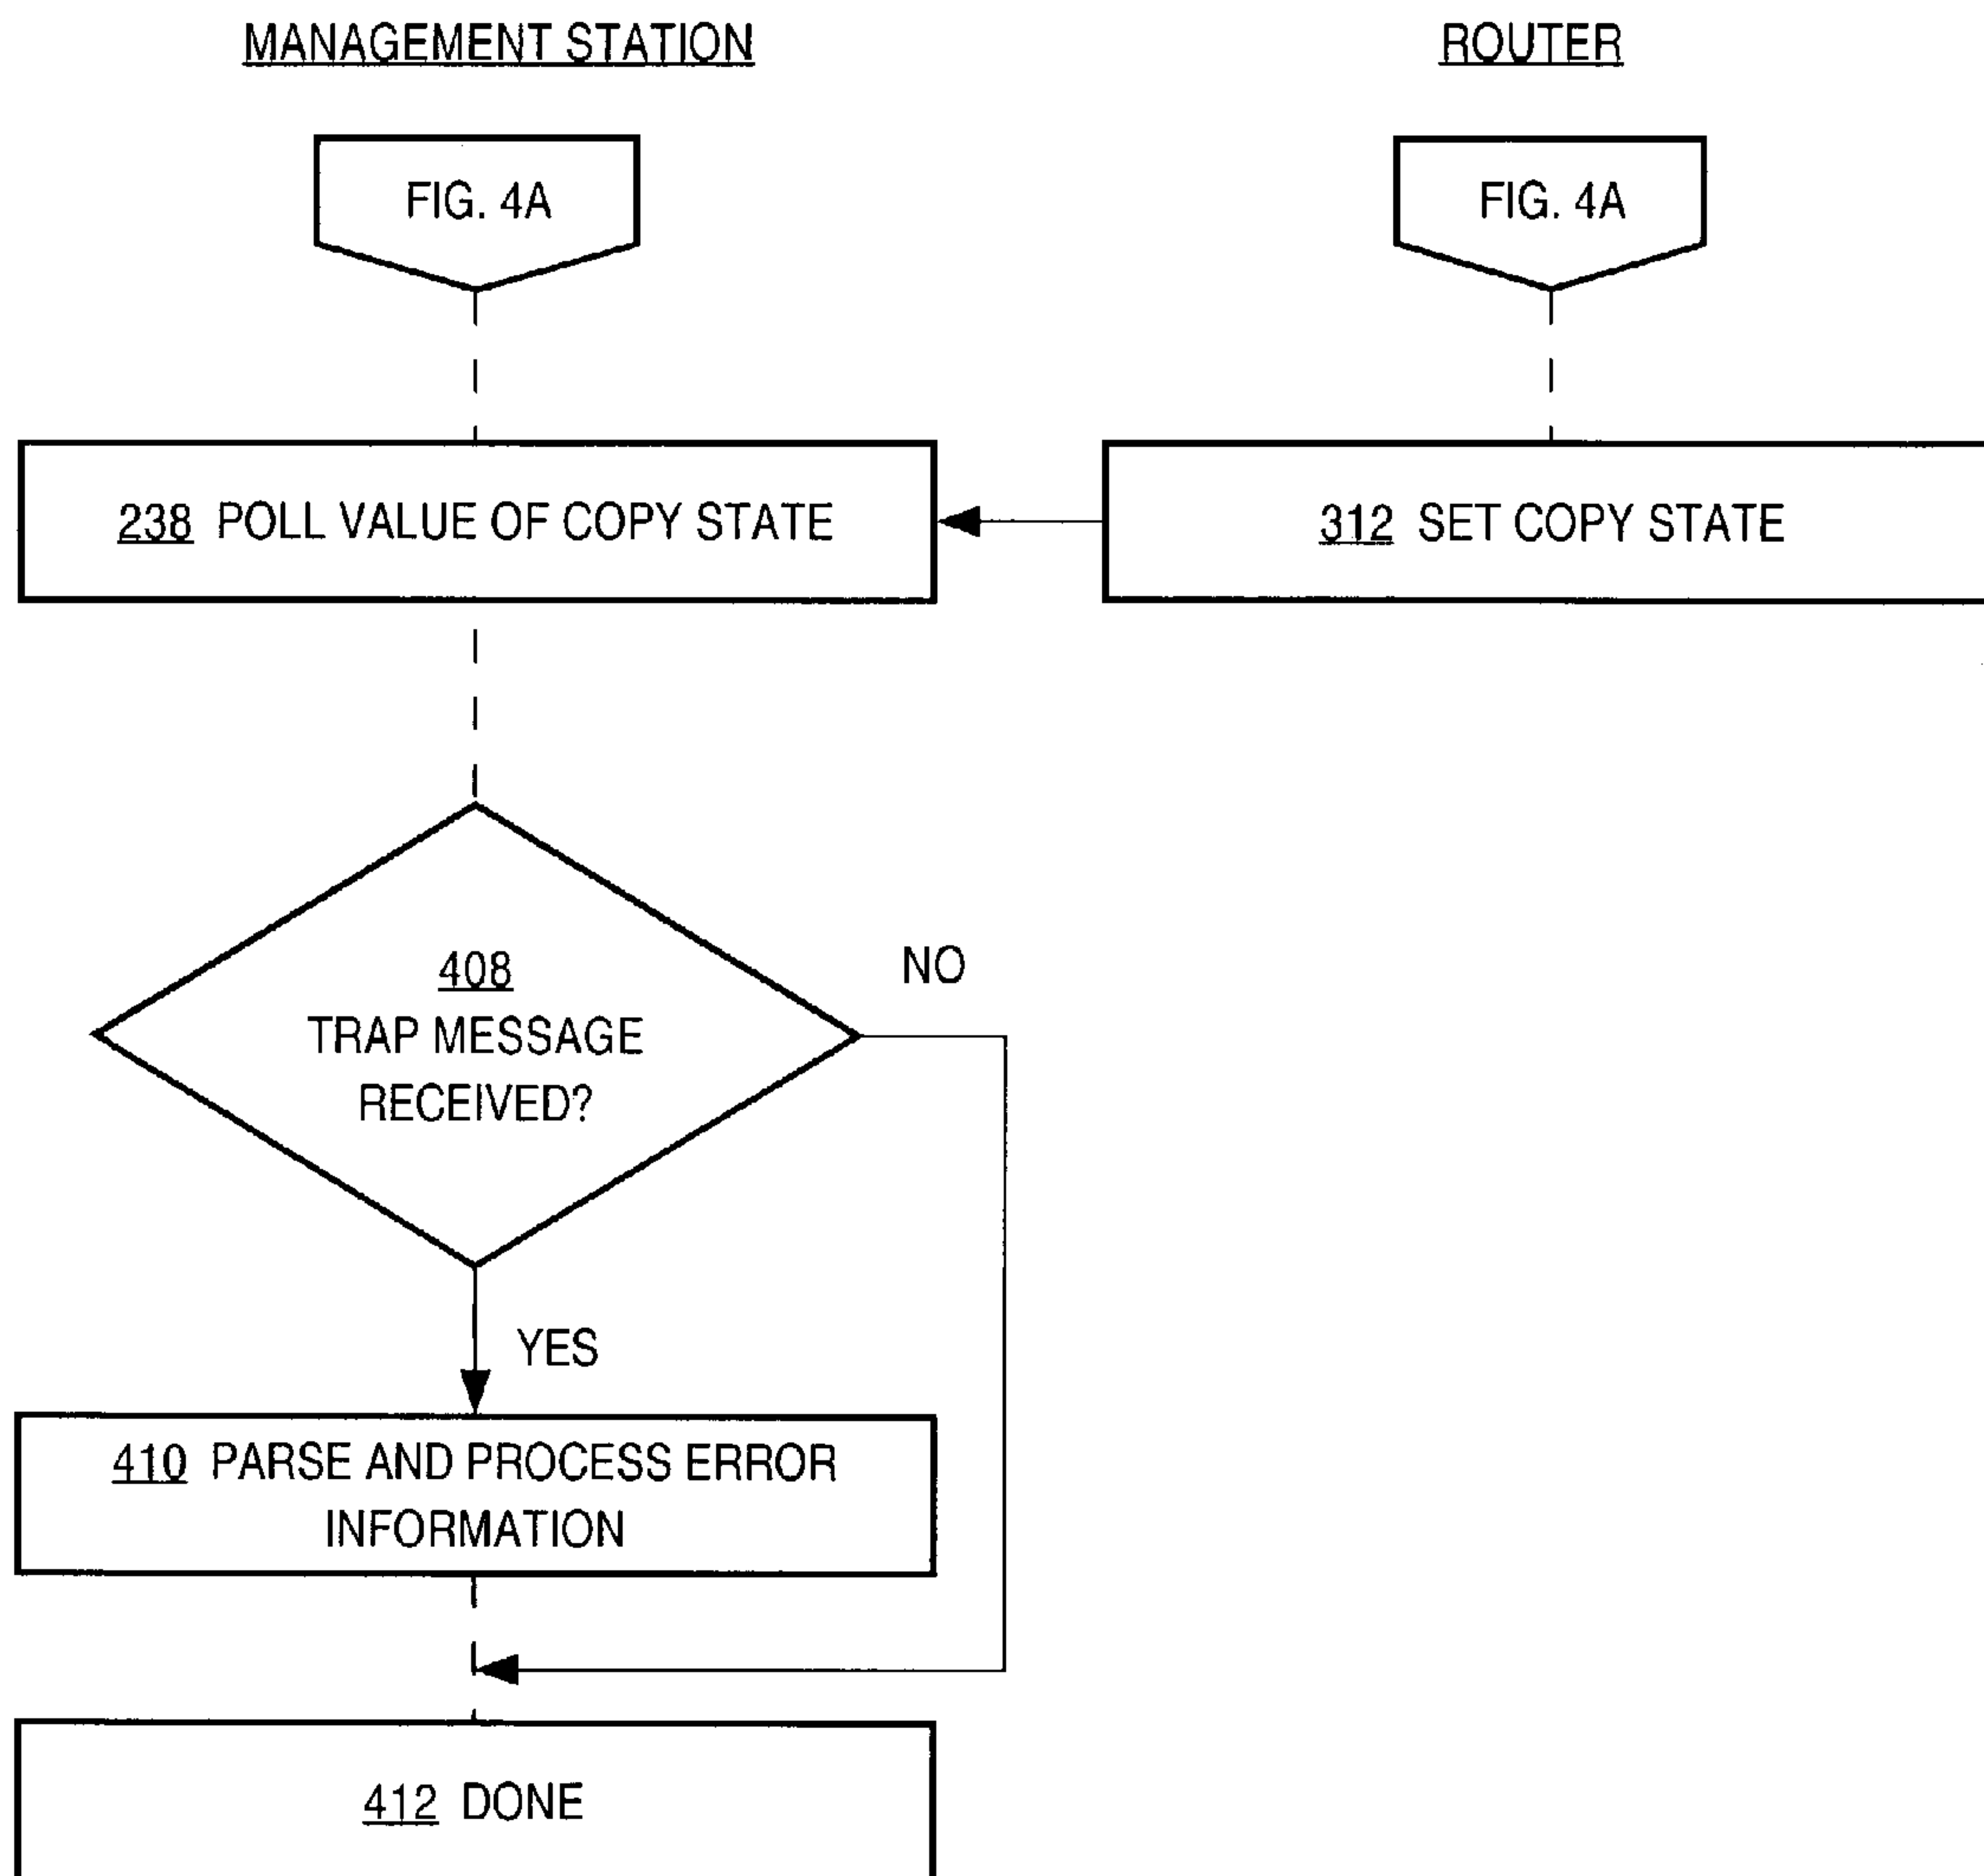 MANAGEMENT STATION
ROUTER
FIG. 4A
FIG. 4A
238 POLL VALUE OF COPY STATE
312 SET COPY STATE
408
TRAP MESSAGE
RECEIVED?
NO
YES
410 PARSE AND PROCESS ERROR
INFORMATION
412 DONE